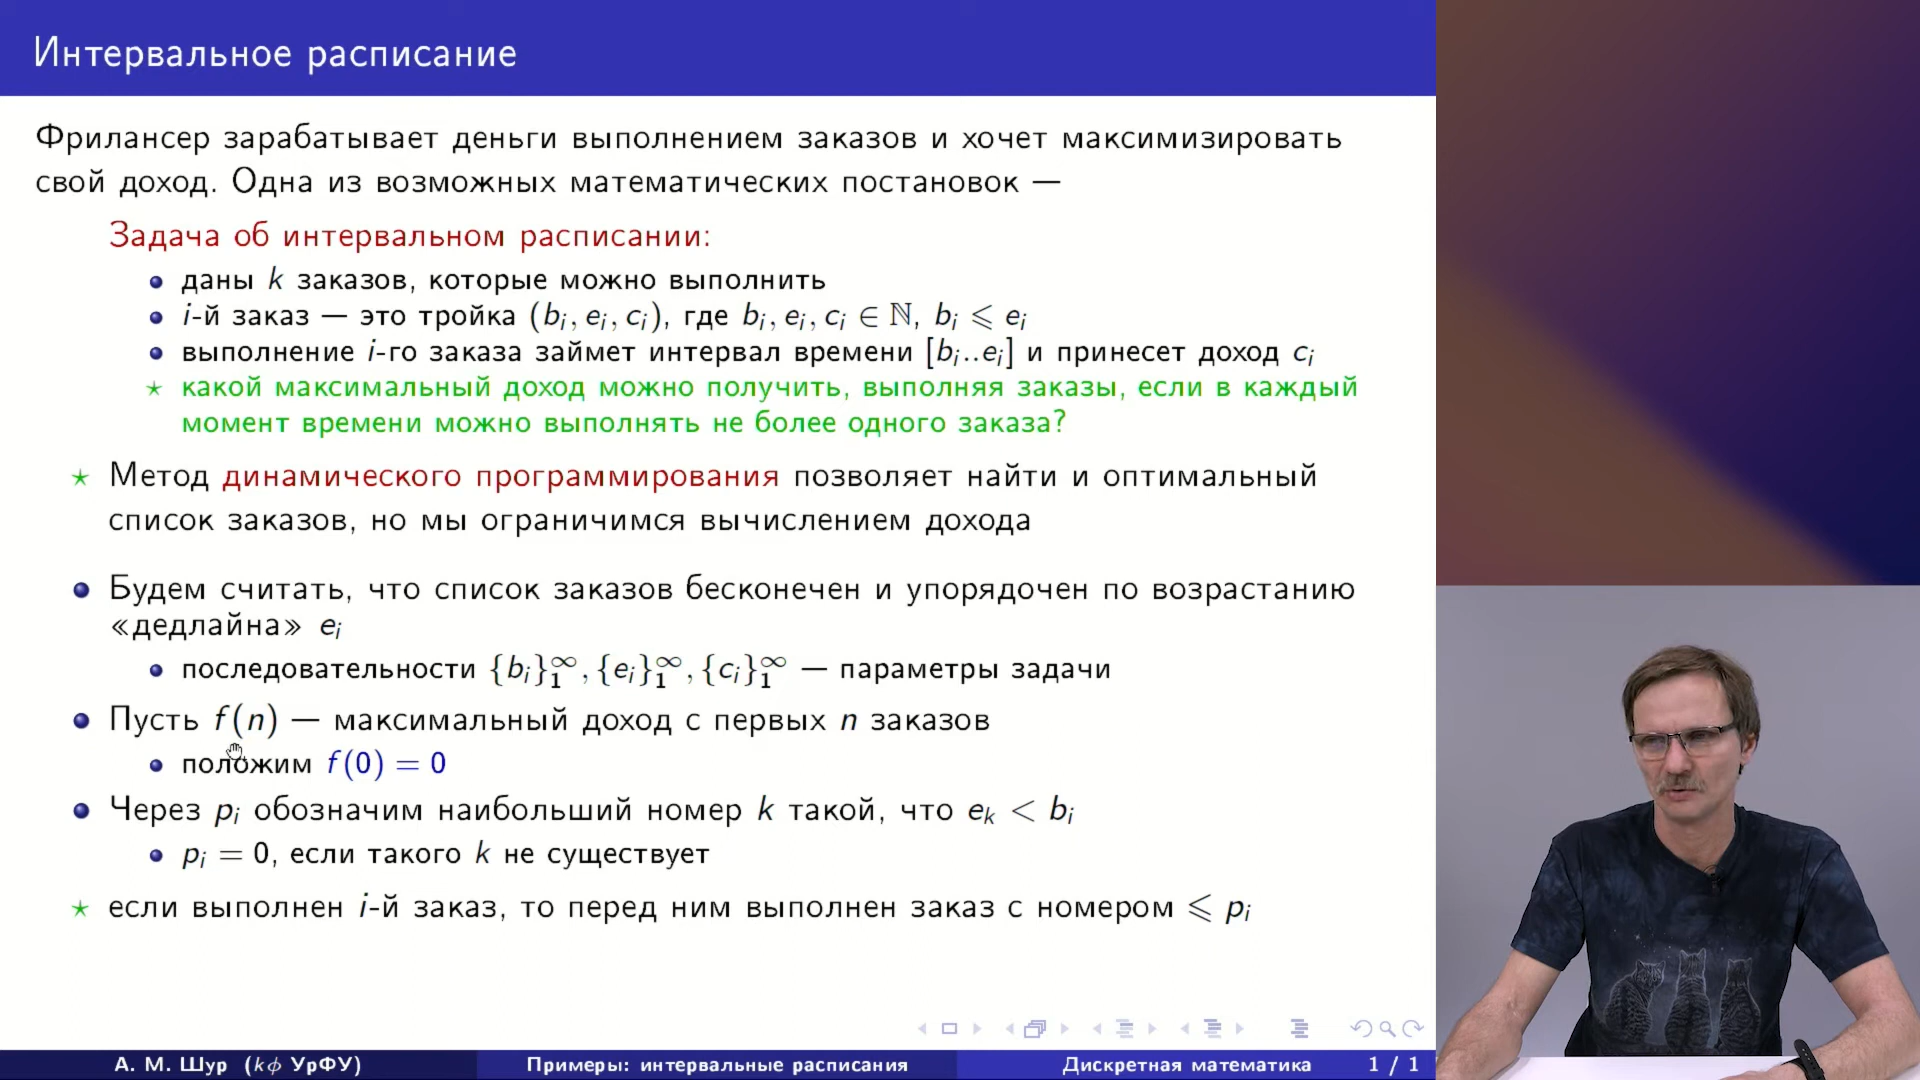 Интервальное расписание
Фрилансер зарабатывает деньги выполнением заказов и хочет максимизировать
свой доход. Одна из возможных математических постановок —
Задача об интервальном расписании:
• даны k заказов, которые можно выполнить
• i-й заказ — это тройка (bᵢ, eᵢ, cᵢ), где bᵢ, eᵢ, cᵢ ∈ ℕ, bᵢ ⩽ eᵢ
• выполнение i-го заказа займет интервал времени [bᵢ..eᵢ] и принесет доход cᵢ
⋆ какой максимальный доход можно получить, выполняя заказы, если в каждый
момент времени можно выполнять не более одного заказа?
⋆ Метод динамического программирования позволяет найти и оптимальный
список заказов, но мы ограничимся вычислением дохода
• Будем считать, что список заказов бесконечен и упорядочен по возрастанию
«дедлайна» eᵢ
• последовательности {bᵢ}₁^∞, {eᵢ}₁^∞, {cᵢ}₁^∞ — параметры задачи
• Пусть f(n) — максимальный доход с первых n заказов
• положим f(0) = 0
• Через pᵢ обозначим наибольший номер k такой, что eₖ < bᵢ
• pᵢ = 0, если такого k не существует
⋆ если выполнен i-й заказ, то перед ним выполнен заказ с номером ⩽ pᵢ
А. М. Шур (kф УрФУ) Примеры: интервальные расписания Дискретная математика 1 / 1